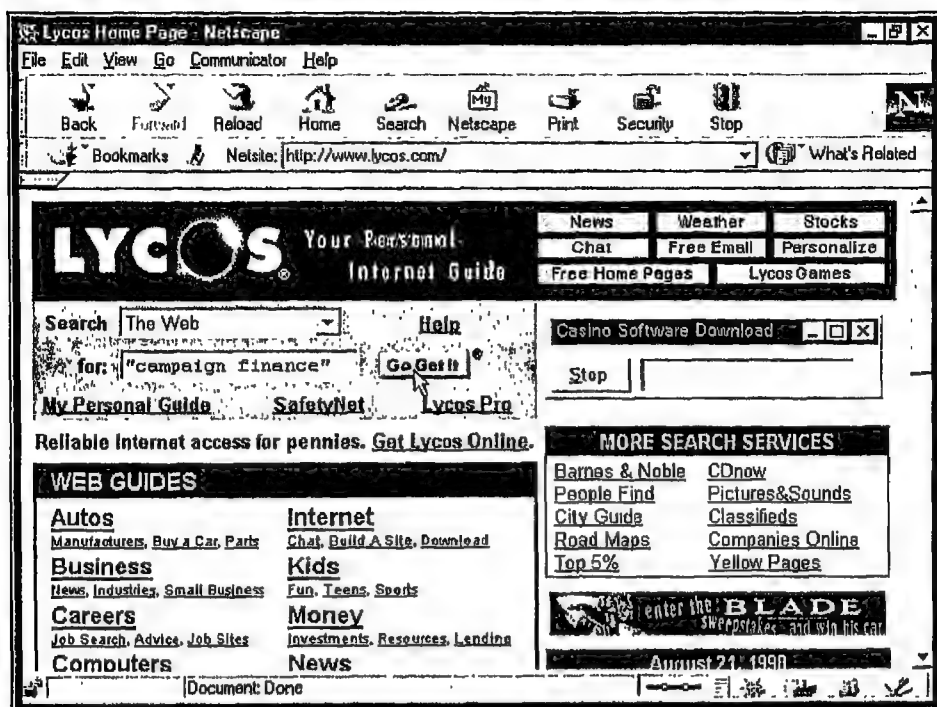 Lycos Home Page - Netscape
File Edit View Go Communicator Help
Back Forward Reload Home Search Netscape Print Security Stop
N
Bookmarks Netsite: http://www.lycos.com/ What's Related
LYCOS®
Your Personal
Internet Guide
News Weather Stocks
Chat Free Email Personalize
Free Home Pages Lycos Games
Search The Web Help
for: "campaign finance" Go Get It ®
My Personal Guide SafetyNet Lycos Pro
Reliable Internet access for pennies. Get Lycos Online.
Casino Software Download
Stop
WEB GUIDES
Autos
Manufacturers, Buy a Car, Parts
Business
News, Industries, Small Business
Careers
Job Search, Advice, Job Sites
Computers
Internet
Chat, Build A Site, Download
Kids
Fun, Teens, Sports
Money
Investments, Resources, Lending
News
MORE SEARCH SERVICES
Barnes & Noble CDnow
People Find Pictures&Sounds
City Guide Classifieds
Road Maps Companies Online
Top 5% Yellow Pages
enter the BLADE
sweepstakes and win his car
August 21, 1998
Document: Done